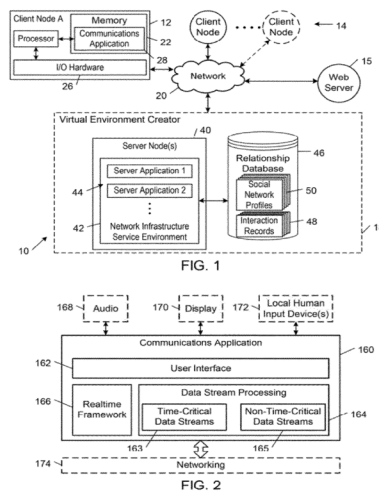 Client Node A
Memory
12
Processor
Communications
Application
22
28
I/O Hardware
26
Client
Node
Client
Node
14
Network
20
15
Web
Server
Virtual Environment Creator
40
Server Node(s)
46
Server Application 1
44
Server Application 2
42
Network Infrastructure
Service Environment
Relationship
Database
Social
Network
Profiles
50
Interaction
Records
48
10
FIG. 1
168
Audio
170
Display
172
Local Human
Input Device(s)
Communications Application
160
162
User Interface
166
Realtime
Framework
Data Stream Processing
Time-Critical
Data Streams
Non-Time-Critical
Data Streams
164
163
165
174
Networking
FIG. 2